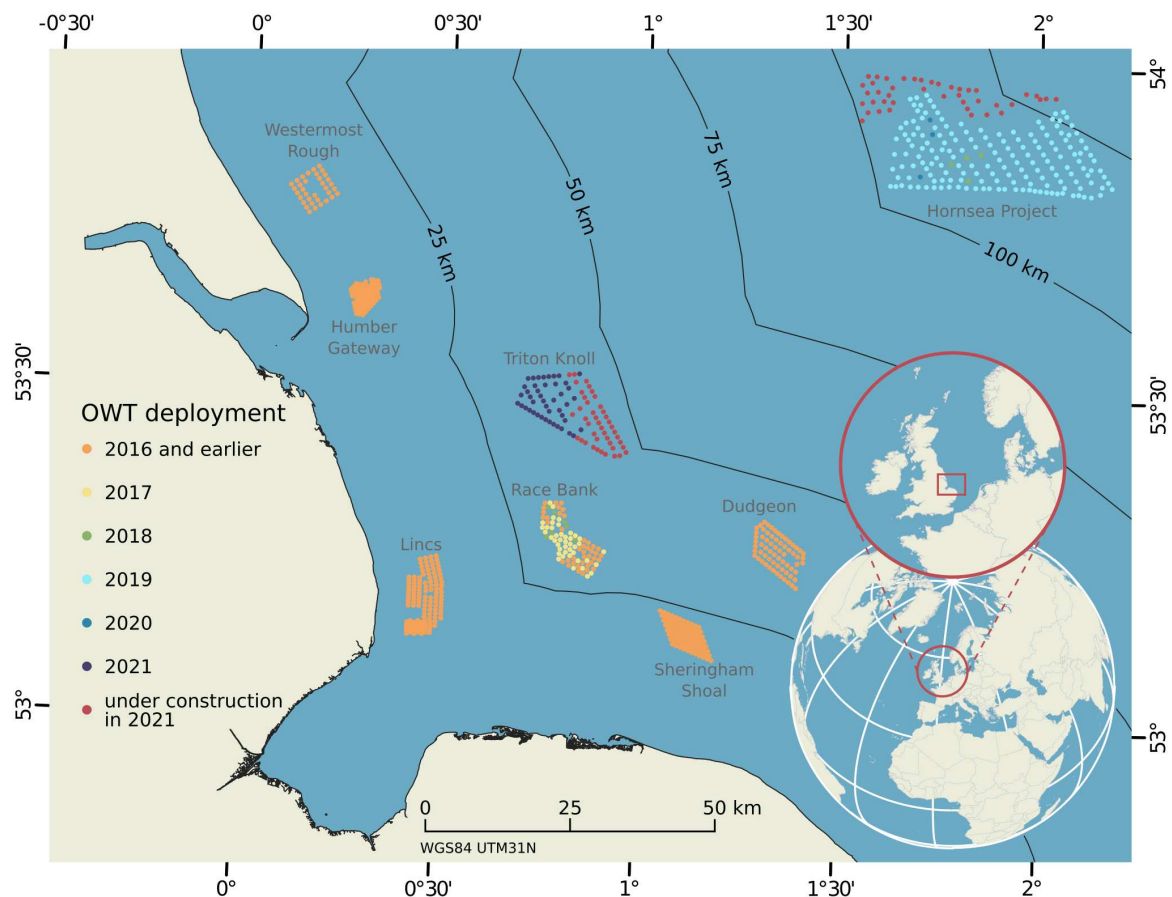 -0°30'
0°
0°30'
1°
1°30'
2°
54°
53°30'
53°
53°30'
53°
Westermost
Rough
Humber
Gateway
Triton Knoll
Race Bank
Lincs
Dudgeon
Sheringham
Shoal
Hornsea Project
25 km
50 km
75 km
100 km
OWT deployment
2016 and earlier
2017
2018
2019
2020
2021
under construction
in 2021
0
25
50 km
WGS84 UTM31N
0°
0°30'
1°
1°30'
2°